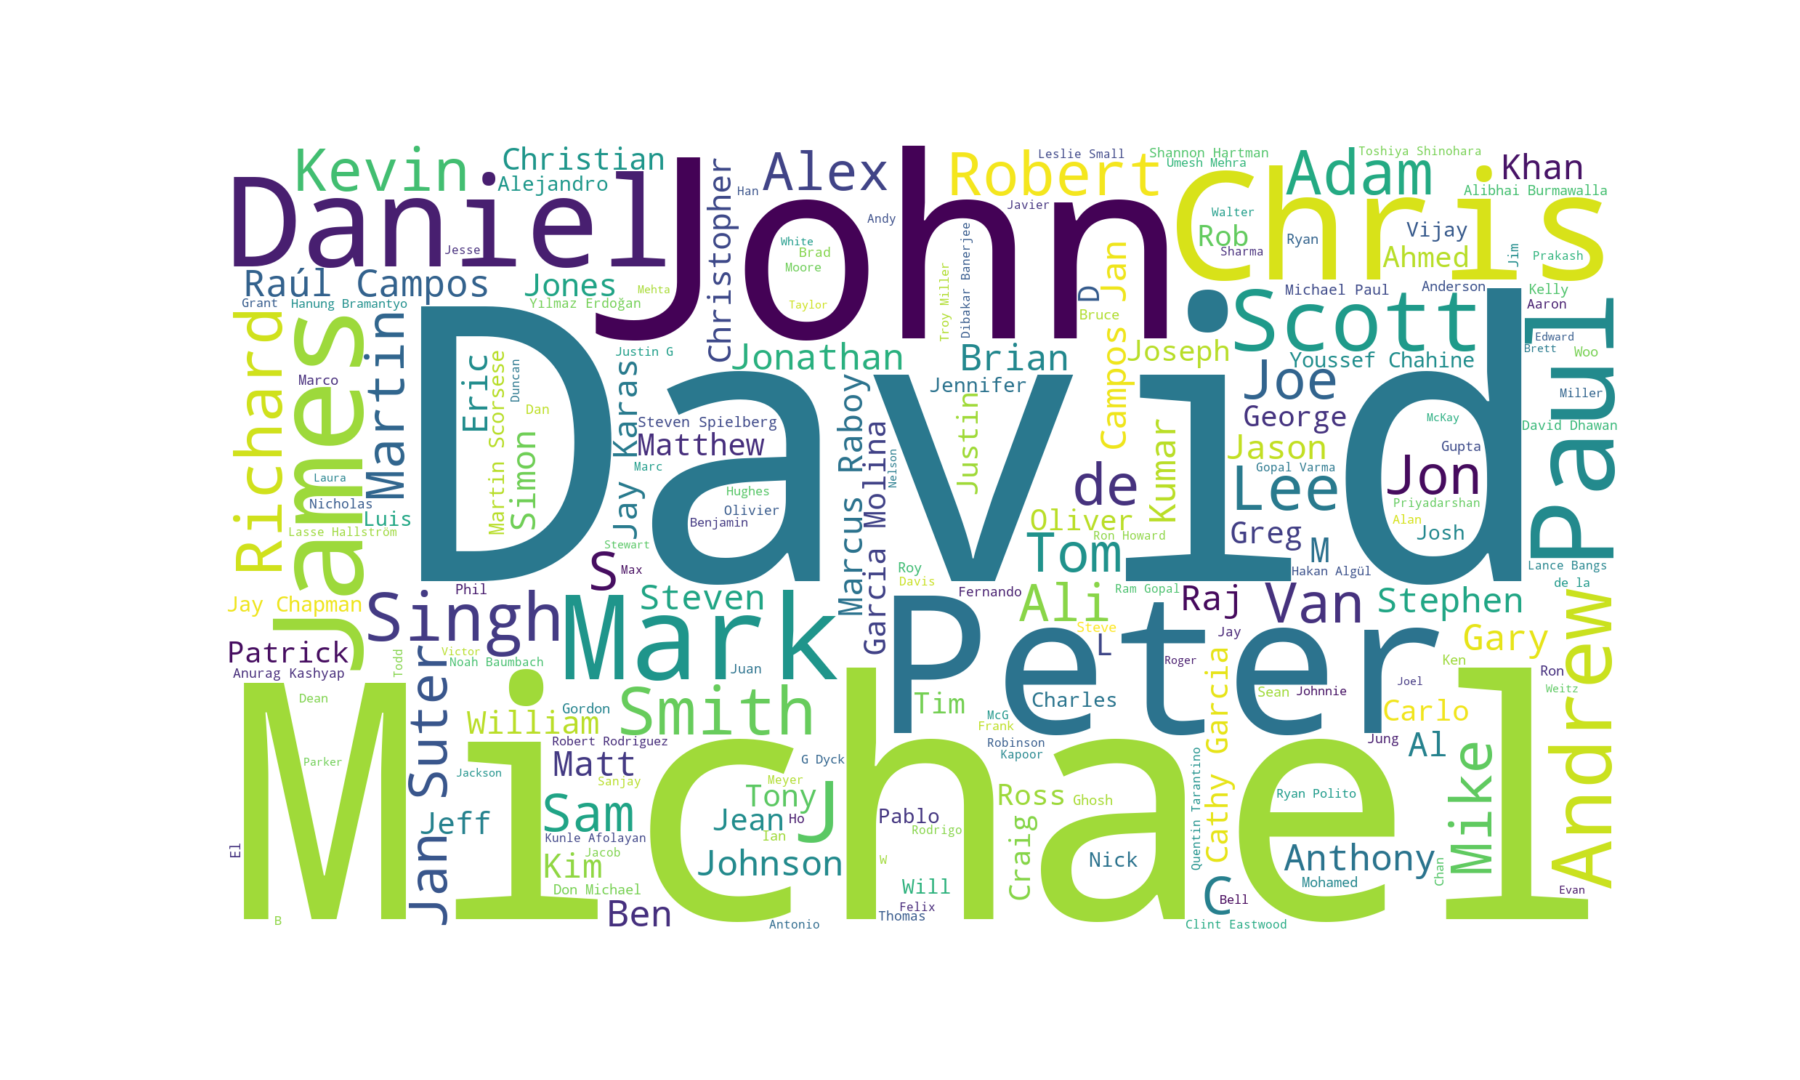 Kevin
Christian
Alejandro
Daniel
Jesse
John
Christopher
Han
Alex
Andy
Robert
Leslie Small
Javier
Shannon Hartman
Umesh Mehra
Adam
Toshiya Shinohara
Khan
Alibhai Burmawalla
Chris
Walter
Rob
Sharma
Ryan
Vijay
Ahmed
Jim
Prakash
White
Brad
Moore
Taylor
Raúl Campos
Grant
Hanung Bramantyo
Jones
Yılmaz Erdoğan
Mehta
Troy Miller
Dibakar Banerjee
D
Bruce
Campos Jan
Michael Paul
Anderson
Kelly
Aaron
Scott
Edward
Brett
Woo
Paul
Richard
James
Martin
Marco
Eric
Martin Scorsese
Duncan
Dan
Simon
Justin G
Jay Karas
Jonathan
Brian
Jennifer
Joseph
Youssef Chahine
Joe
George
Miller
David Dhawan
McKay
Gupta
Jon
Steven Spielberg
Matthew
Marc
Marcus Raboy
Garcia Molina
Nelson
Justin
Jason
Gopal Varma
Lee
Priyadarshan
Alan
Josh
David
Laura
Nicholas
Luis
Lasse Hallström
Hughes
Olivier
Benjamin
Stewart
de
Kumar
Oliver
Ron Howard
Greg
M
Tom
Hakan Algül
Lance Bangs
de la
S
Max
Roy
Davis
Fernando
Ali
Ram Gopal
Raj
Van
Stephen
Phil
Jay Chapman
Singh
Steven
Mark
Peter
Steve
L
Jay
Roger
Gary
Andrew
Patrick
Anurag Kashyap
Todd
Victor
Noah Baumbach
Juan
Ken
Ron
Weitz
Joel
Dean
Jan Suter
William
Gordon
Smith
Tim
McG
Frank
Charles
Cathy Garcia
Sean
Johnnie
Carlo
Jung
Al
Parker
Jackson
Robert Rodriguez
Matt
Sanjay
G Dyck
Meyer
Robinson
Kapoor
Ross
Ghosh
Quentin Tarantino
Ryan Polito
Mike
Michael
Jeff
Sam
Kunle Afolayan
Jacob
Tony
J
Jean
Ho
Ian
Pablo
Rodrigo
Craig
Nick
Anthony
Mohamed
Chan
El
Kim
Don Michael
Johnson
W
Will
Felix
Thomas
C
Bell
Evan
B
Ben
Antonio
Clint Eastwood